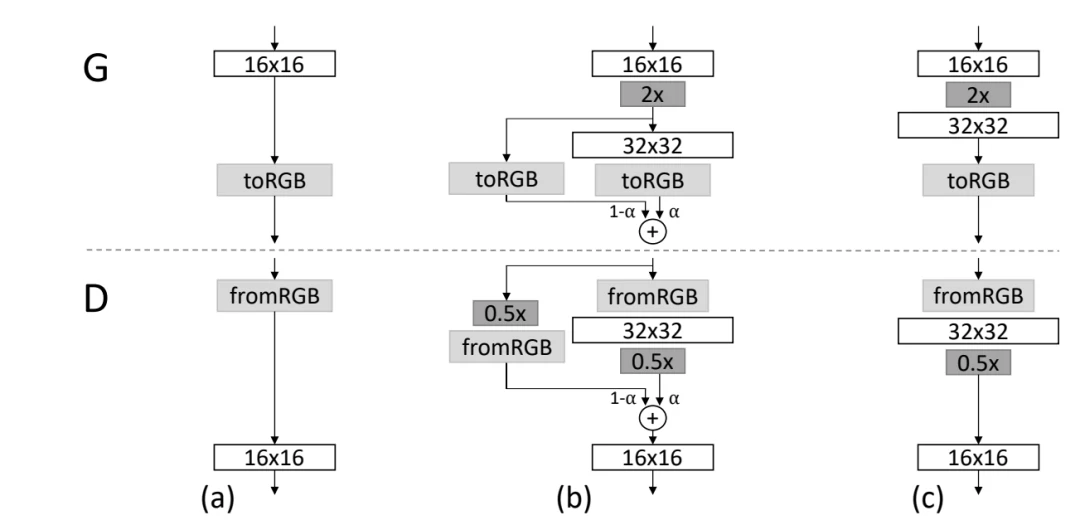 G
16x16
toRGB
16x16
2x
32x32
toRGB
toRGB
1-α
α
+
16x16
2x
32x32
toRGB
D
fromRGB
16x16
(a)
fromRGB
0.5x
32x32
fromRGB
0.5x
1-α
α
+
16x16
(b)
fromRGB
32x32
0.5x
16x16
(c)